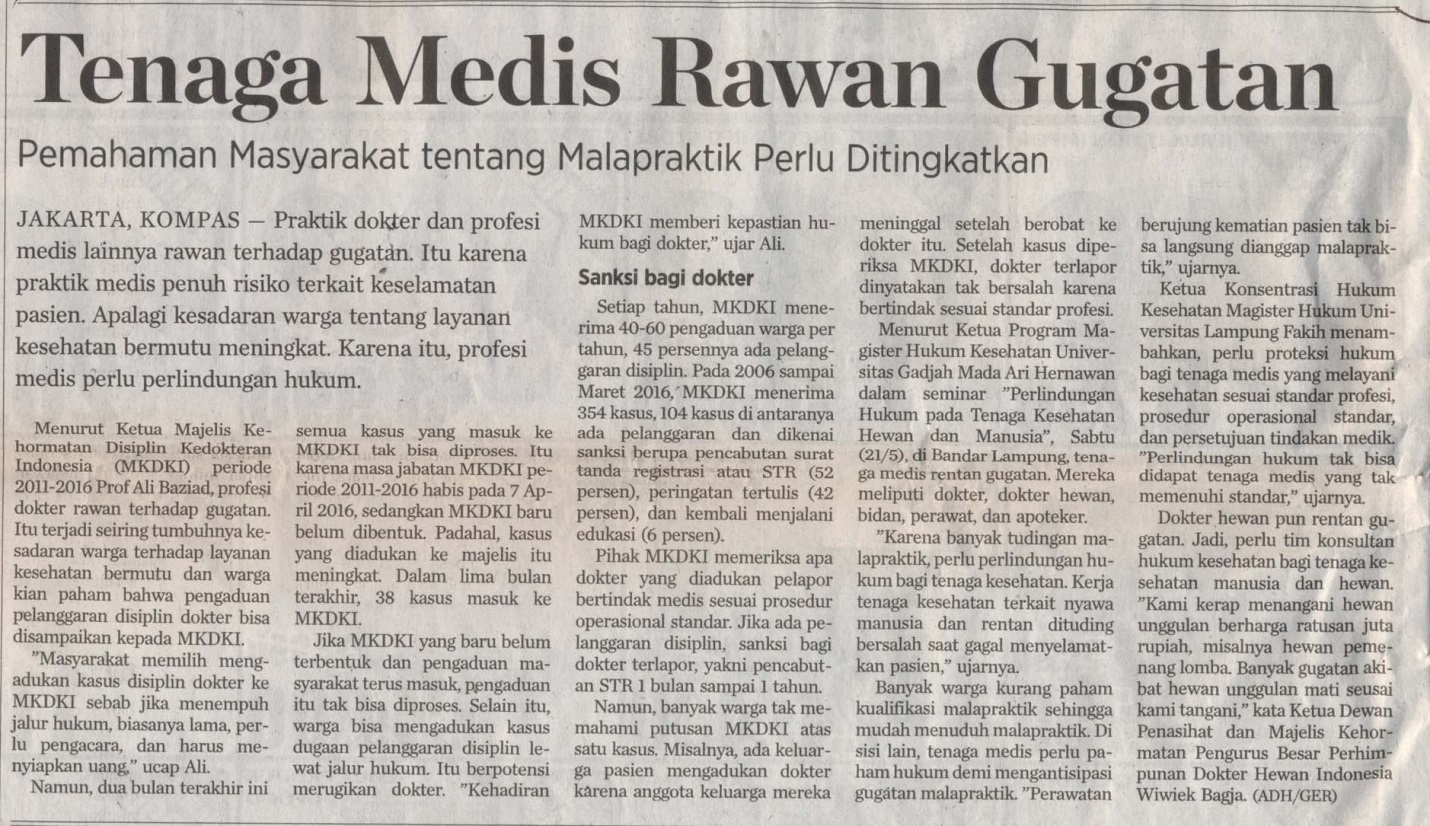 Tenaga Medis Rawan Gugatan
Pemahaman Masyarakat tentang Malapraktik Perlu Ditingkatkan
JAKARTA, KOMPAS — Praktik dokter dan profesi
medis lainnya rawan terhadap gugatan. Itu karena
praktik medis penuh risiko terkait keselamatan
pasien. Apalagi kesadaran warga tentang layanan
kesehatan bermutu meningkat. Karena itu, profesi
medis perlu perlindungan hukum.
Menurut Ketua Majelis Ke-
hormatan Disiplin Kedokteran
Indonesia (MKDKI) periode
2011-2016 Prof Ali Baziad, profesi
dokter rawan terhadap gugatan.
Itu terjadi seiring tumbuhnya ke-
sadaran warga terhadap layanan
kesehatan bermutu dan warga
kian paham bahwa pengaduan
pelanggaran disiplin dokter bisa
disampaikan kepada MKDKI.
"Masyarakat memilih meng-
adukan kasus disiplin dokter ke
MKDKI sebab jika menempuh
jalur hukum, biasanya lama, per-
lu pengacara, dan harus me-
nyiapkan uang," ucap Ali.
Namun, dua bulan terakhir ini
semua kasus yang masuk ke
MKDKI tak bisa diproses. Itu
karena masa jabatan MKDKI pe-
riode 2011-2016 habis pada 7 Ap-
ril 2016, sedangkan MKDKI baru
belum dibentuk. Padahal, kasus
yang diadukan ke majelis itu
meningkat. Dalam lima bulan
terakhir, 38 kasus masuk ke
MKDKI.
Jika MKDKI yang baru belum
terbentuk dan pengaduan ma-
syarakat terus masuk, pengaduan
itu tak bisa diproses. Selain itu,
warga bisa mengadukan kasus
dugaan pelanggaran disiplin le-
wat jalur hukum. Itu berpotensi
merugikan dokter. "Kehadiran
MKDKI memberi kepastian hu-
kum bagi dokter," ujar Ali.
Sanksi bagi dokter
Setiap tahun, MKDKI mene-
rima 40-60 pengaduan warga per
tahun, 45 persennya ada pelang-
garan disiplin. Pada 2006 sampai
Maret 2016, MKDKI menerima
354 kasus, 104 kasus di antaranya
ada pelanggaran dan dikenai
sanksi berupa pencabutan surat
tanda registrasi atau STR (52
persen), peringatan tertulis (42
persen), dan kembali menjalani
edukasi (6 persen).
Pihak MKDKI memeriksa apa
dokter yang diadukan pelapor
bertindak medis sesuai prosedur
operasional standar. Jika ada pe-
langgaran disiplin, sanksi bagi
dokter terlapor, yakni pencabut-
an STR 1 bulan sampai 1 tahun.
Namun, banyak warga tak me-
mahami putusan MKDKI atas
satu kasus. Misalnya, ada keluar-
ga pasien mengadukan dokter
karena anggota keluarga mereka
meninggal setelah berobat ke
dokter itu. Setelah kasus dipe-
riksa MKDKI, dokter terlapor
dinyatakan tak bersalah karena
bertindak sesuai standar profesi.
Menurut Ketua Program Ma-
gister Hukum Kesehatan Univer-
sitas Gadjah Mada Ari Hernawan
dalam seminar "Perlindungan
Hukum pada Tenaga Kesehatan
Hewan dan Manusia", Sabtu
(21/5), di Bandar Lampung, tena-
ga medis rentan gugatan. Mereka
meliputi dokter, dokter hewan,
bidan, perawat, dan apoteker.
"Karena banyak tudingan ma-
lapraktik, perlu perlindungan hu-
kum bagi tenaga kesehatan. Kerja
tenaga kesehatan terkait nyawa
manusia dan rentan dituding
bersalah saat gagal menyelamat-
kan pasien," ujarnya.
Banyak warga kurang paham
kualifikasi malapraktik sehingga
mudah menuduh malapraktik. Di
sisi lain, tenaga medis perlu pa-
ham hukum demi mengantisipasi
gugatan malapraktik. "Perawatan
berujung kematian pasien tak bi-
sa langsung dianggap malaprak-
tik," ujarnya.
Ketua Konsentrasi Hukum
Kesehatan Magister Hukum Uni-
versitas Lampung Fakih menam-
bahkan, perlu proteksi hukum
bagi tenaga medis yang melayani
kesehatan sesuai standar profesi,
prosedur operasional standar,
dan persetujuan tindakan medik.
"Perlindungan hukum tak bisa
didapat tenaga medis yang tak
memenuhi standar," ujarnya.
Dokter hewan pun rentan gu-
gatan. Jadi, perlu tim konsultan
hukum kesehatan bagi tenaga ke-
sehatan manusia dan hewan.
"Kami kerap menangani hewan
unggulan berharga ratusan juta
rupiah, misalnya hewan peme-
nang lomba. Banyak gugatan aki-
bat hewan unggulan mati seusai
kami tangani," kata Ketua Dewan
Penasihat dan Majelis Kehor-
matan Pengurus Besar Perhim-
punan Dokter Hewan Indonesia
Wiwiek Bagja. (ADH/GER)